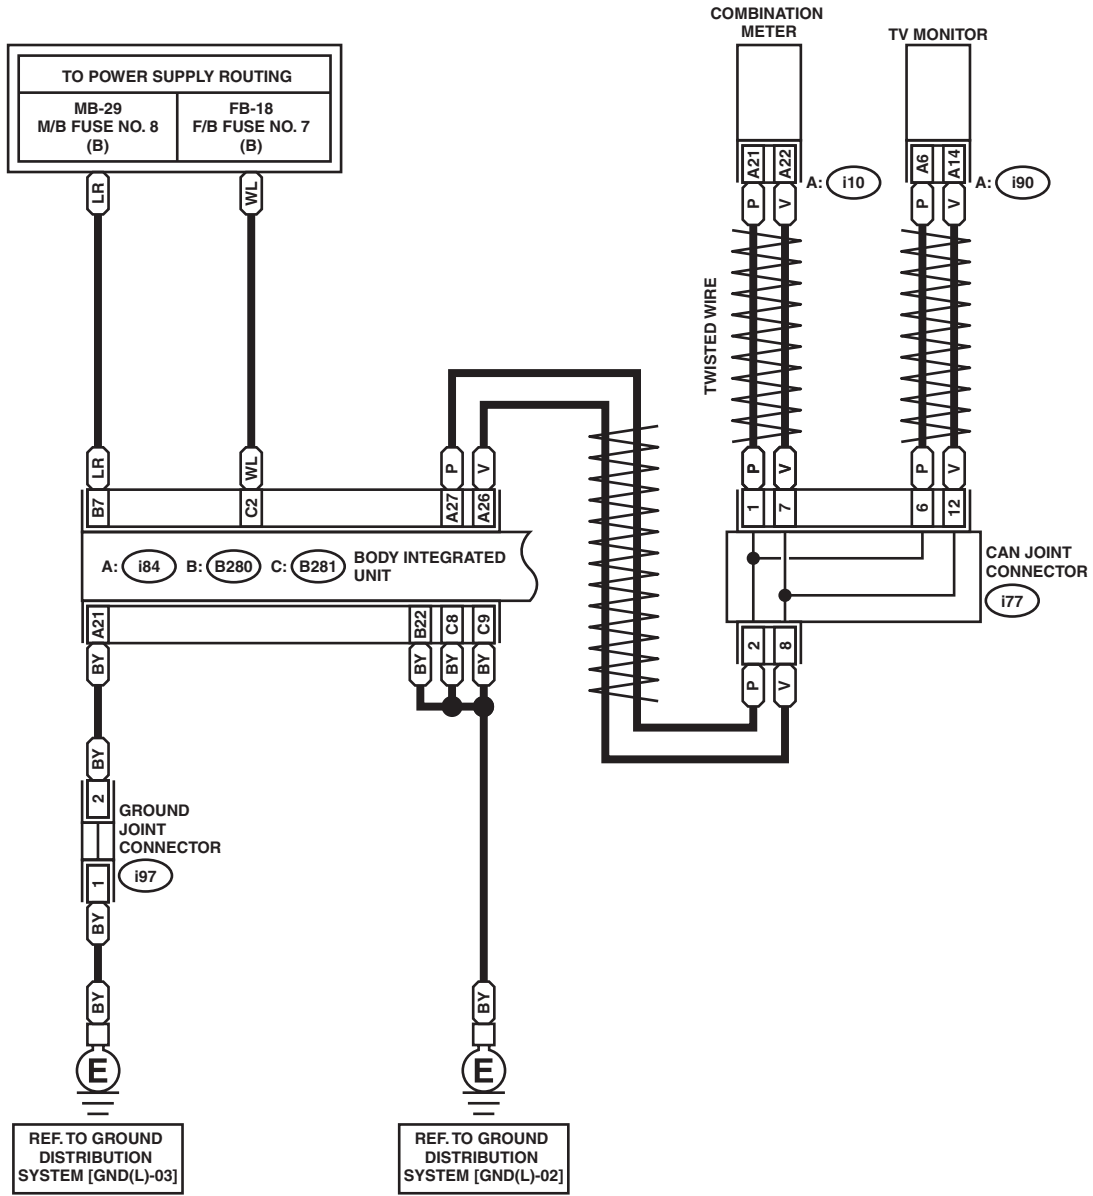 COMBINATION
METER
TV MONITOR
TO POWER SUPPLY ROUTING
MB-29
M/B FUSE NO. 8
(B)
FB-18
F/B FUSE NO. 7
(B)
A21
A22
A: i10
A6
A14
A: i90
LR
WL
P
V
P
V
TWISTED WIRE
LR
WL
P
V
P
V
P
V
B7
C2
A27
A26
1
7
6
12
A: i84 B: B280 C: B281
BODY INTEGRATED
UNIT
CAN JOINT
CONNECTOR
i77
A21
B22
C8
C9
2
8
BY
BY
BY
BY
P
V
BY
2
GROUND
JOINT
CONNECTOR
i97
1
BY
BY
BY
E
E
REF. TO GROUND
DISTRIBUTION
SYSTEM [GND(L)-03]
REF. TO GROUND
DISTRIBUTION
SYSTEM [GND(L)-02]